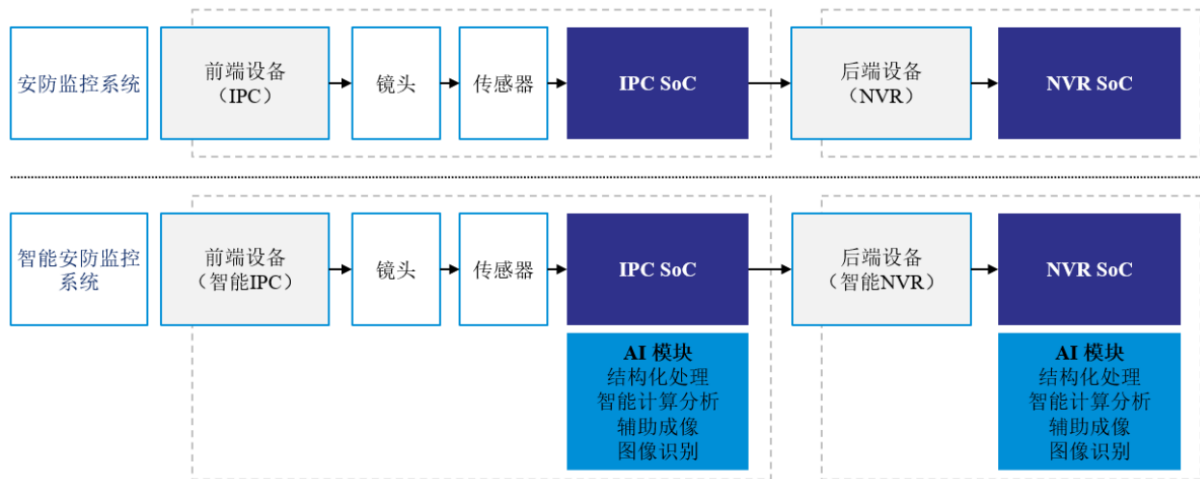 安防监控系统
前端设备
（IPC）
镜头
传感器
IPC SoC
后端设备
（NVR）
NVR SoC
智能安防监控
系统
前端设备
（智能IPC）
镜头
传感器
IPC SoC
后端设备
（智能NVR）
NVR SoC
AI 模块
结构化处理
智能计算分析
辅助成像
图像识别
AI 模块
结构化处理
智能计算分析
辅助成像
图像识别